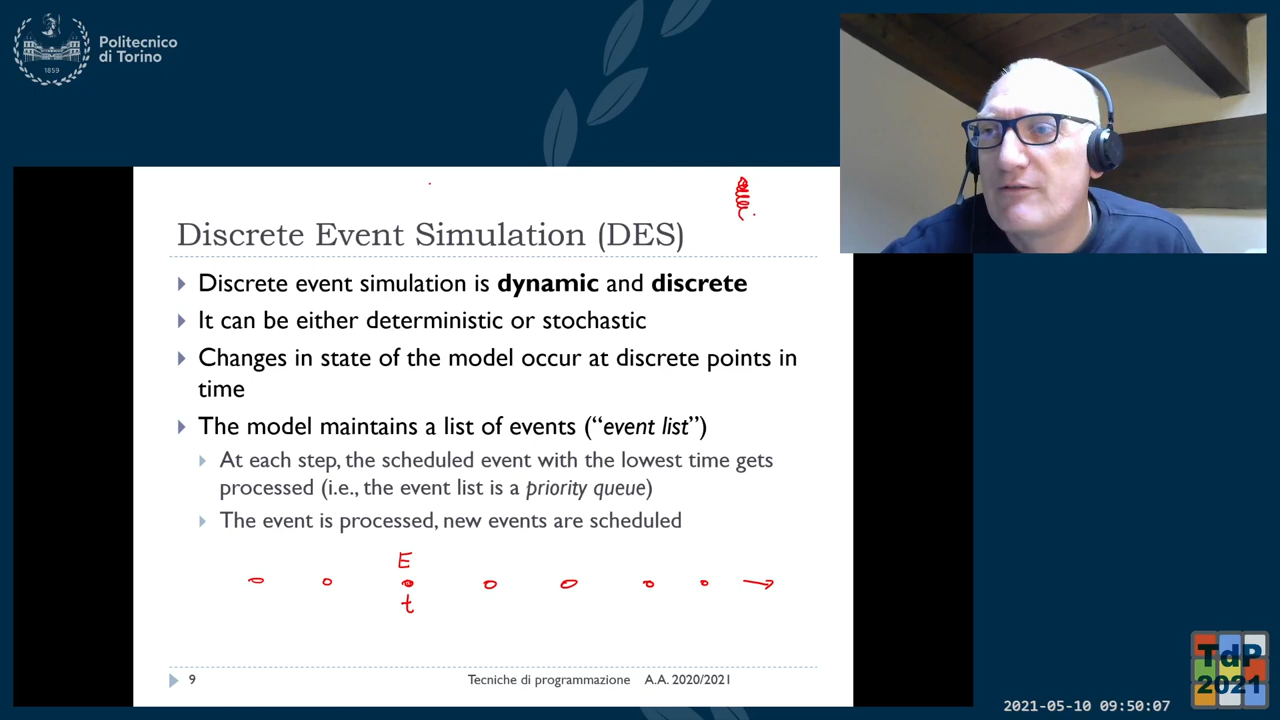 Politecnico
di Torino
1859
Discrete Event Simulation (DES)
Discrete event simulation is dynamic and discrete
It can be either deterministic or stochastic
Changes in state of the model occur at discrete points in
time
The model maintains a list of events (“event list”)
At each step, the scheduled event with the lowest time gets
processed (i.e., the event list is a priority queue)
The event is processed, new events are scheduled
E
t
9
Tecniche di programmazione A.A. 2020/2021
TdP
2021
2021-05-10 09:50:07